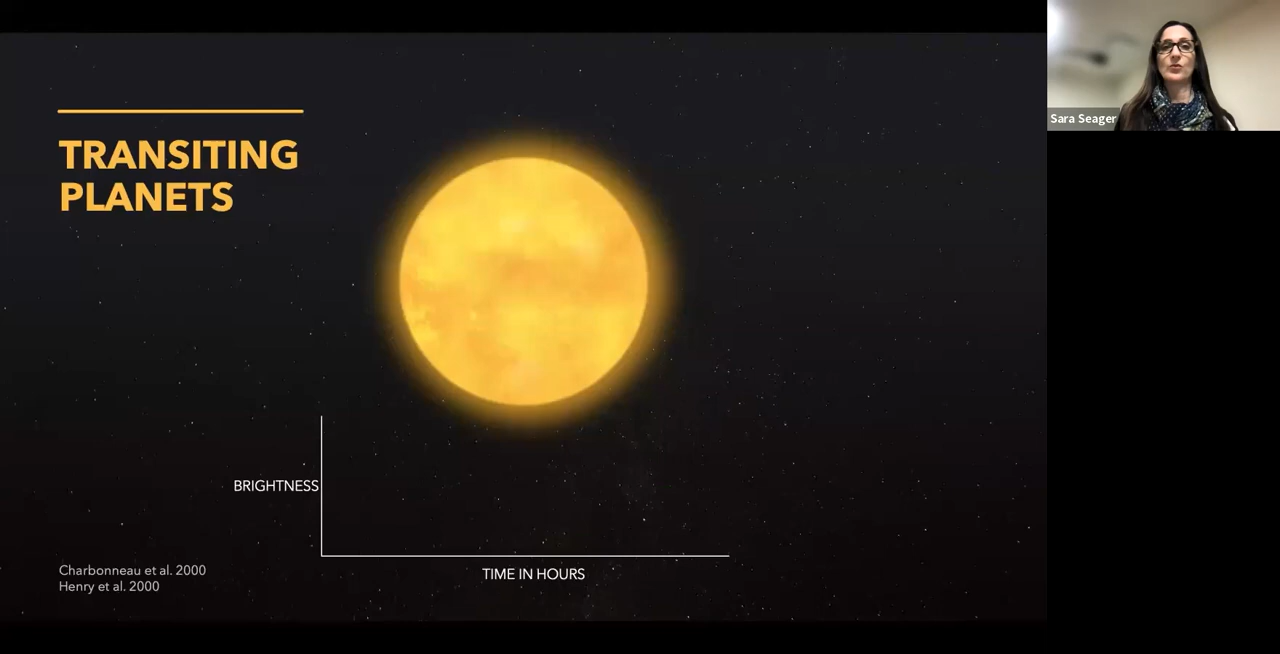 TRANSITING
PLANETS
Sara Seager
BRIGHTNESS
TIME IN HOURS
Charbonneau et al. 2000
Henry et al. 2000